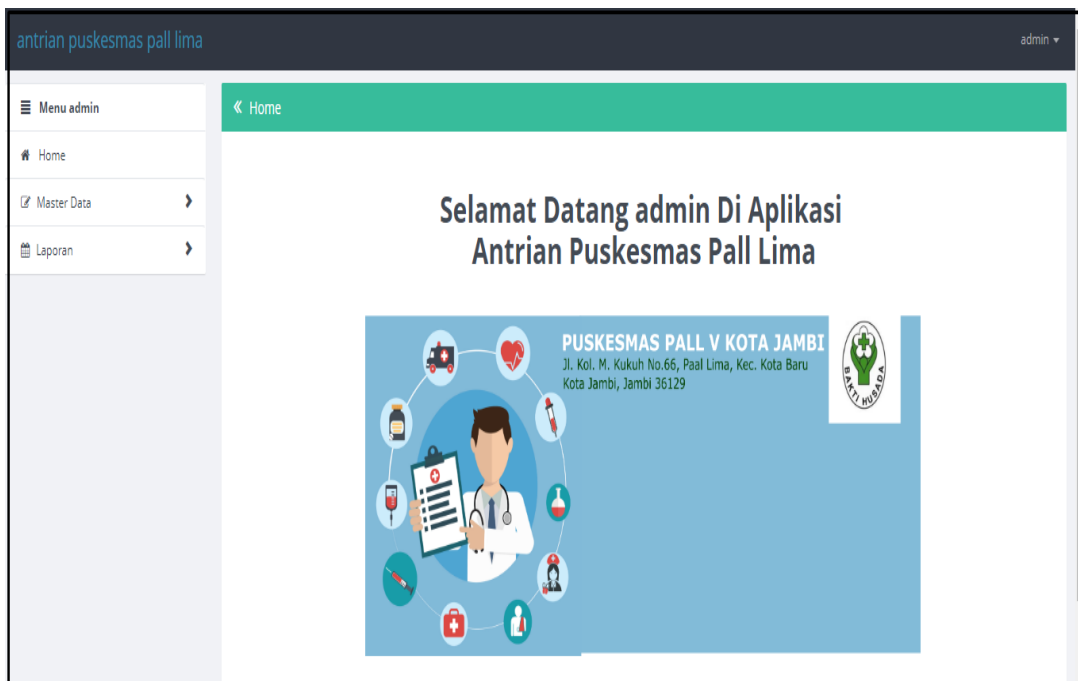 antrian puskesmas pall lima
admin
Menu admin
Home
Master Data
Laporan
« Home
Selamat Datang admin Di Aplikasi
Antrian Puskesmas Pall Lima
PUSKESMAS PALL V KOTA JAMBI
Jl. Kol. M. Kukuh No.66, Paal Lima, Kec. Kota Baru
Kota Jambi, Jambi 36129
BAKTI HUSADA